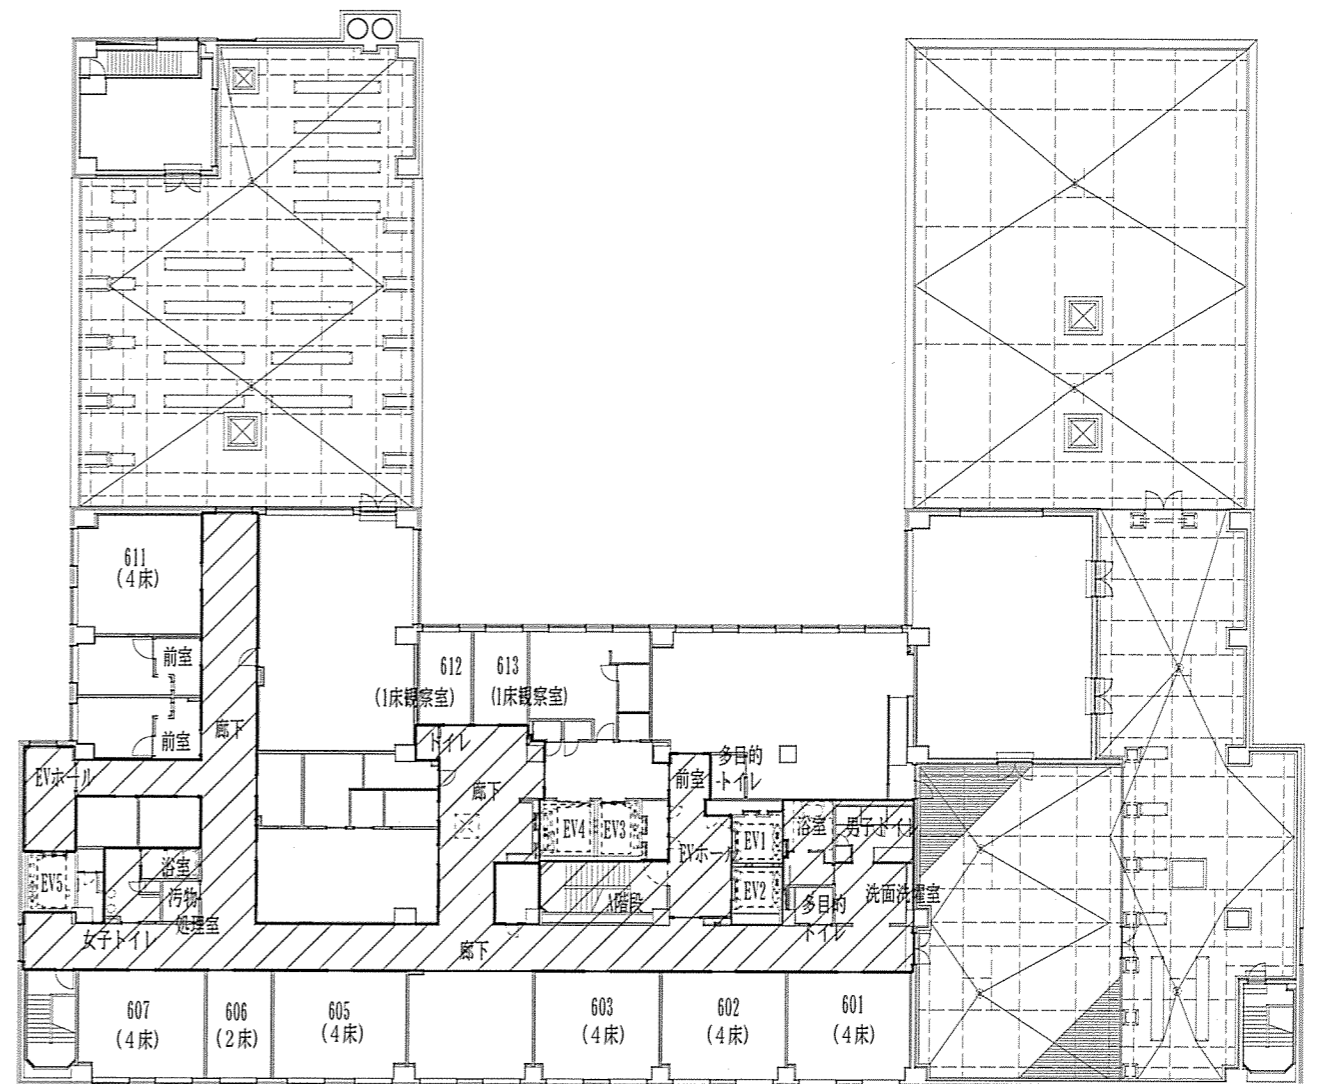 611
(4床)
前室
前室
廊下
612
(1床観察室)
613
(1床観察室)
トイレ
廊下
前室
多目的
トイレ
EVホール
EV4
EV3
EV1
浴室
男子トイレ
EVホール
EV5
浴室
汚物
処理室
EV2
A階段
多目的
トイレ
洗面洗濯室
女子トイレ
廊下
607
(4床)
606
(2床)
605
(4床)
603
(4床)
602
(4床)
601
(4床)